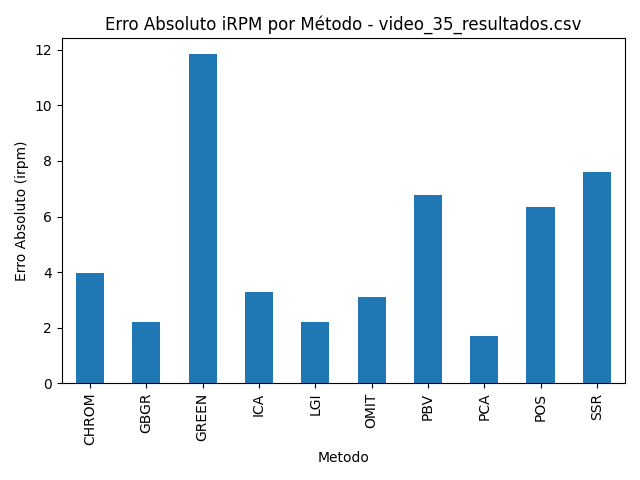 Erro Absoluto iRPM por Método - video_35_resultados.csv
12
10
8
6
4
2
0
Erro Absoluto (irpm)
CHROM
GBGR
GREEN
ICA
LGI
OMIT
PBV
PCA
POS
SSR
Metodo